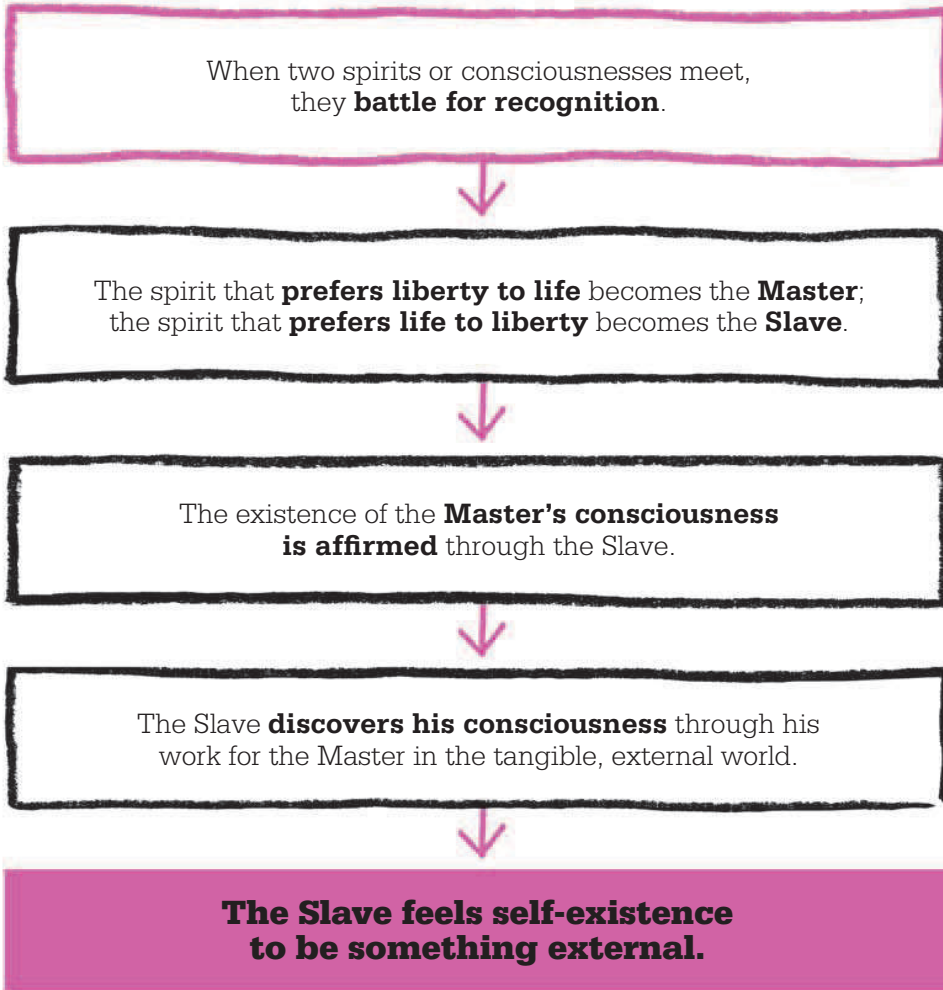 When two spirits or consciousnesses meet,
they battle for recognition.
The spirit that prefers liberty to life becomes the Master;
the spirit that prefers life to liberty becomes the Slave.
The existence of the Master’s consciousness
is affirmed through the Slave.
The Slave discovers his consciousness through his
work for the Master in the tangible, external world.
The Slave feels self-existence
to be something external.